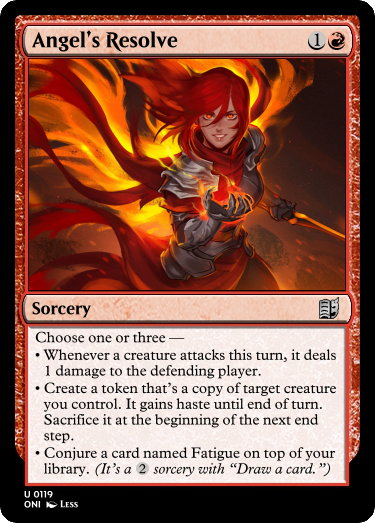 Angel's Resolve 1
Sorcery
Choose one or three —
• Whenever a creature attacks this turn, it deals
1 damage to the defending player.
• Create a token that's a copy of target creature
you control. It gains haste until end of turn.
Sacrifice it at the beginning of the next end
step.
• Conjure a card named Fatigue on top of your
library. (It's a 2 sorcery with “Draw a card.”)
U 0119
ONI Less